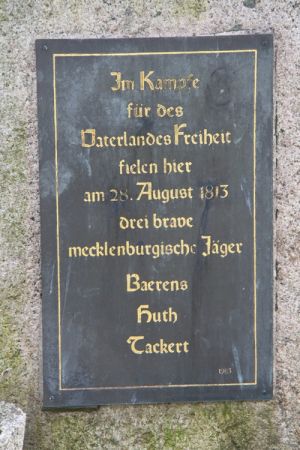 Im Kampfe
für des
Vaterlandes Freiheit
fielen hier
am 28. August 1813
drei brave
mecklenburgische Jäger
Baerens
Huth
Tackert